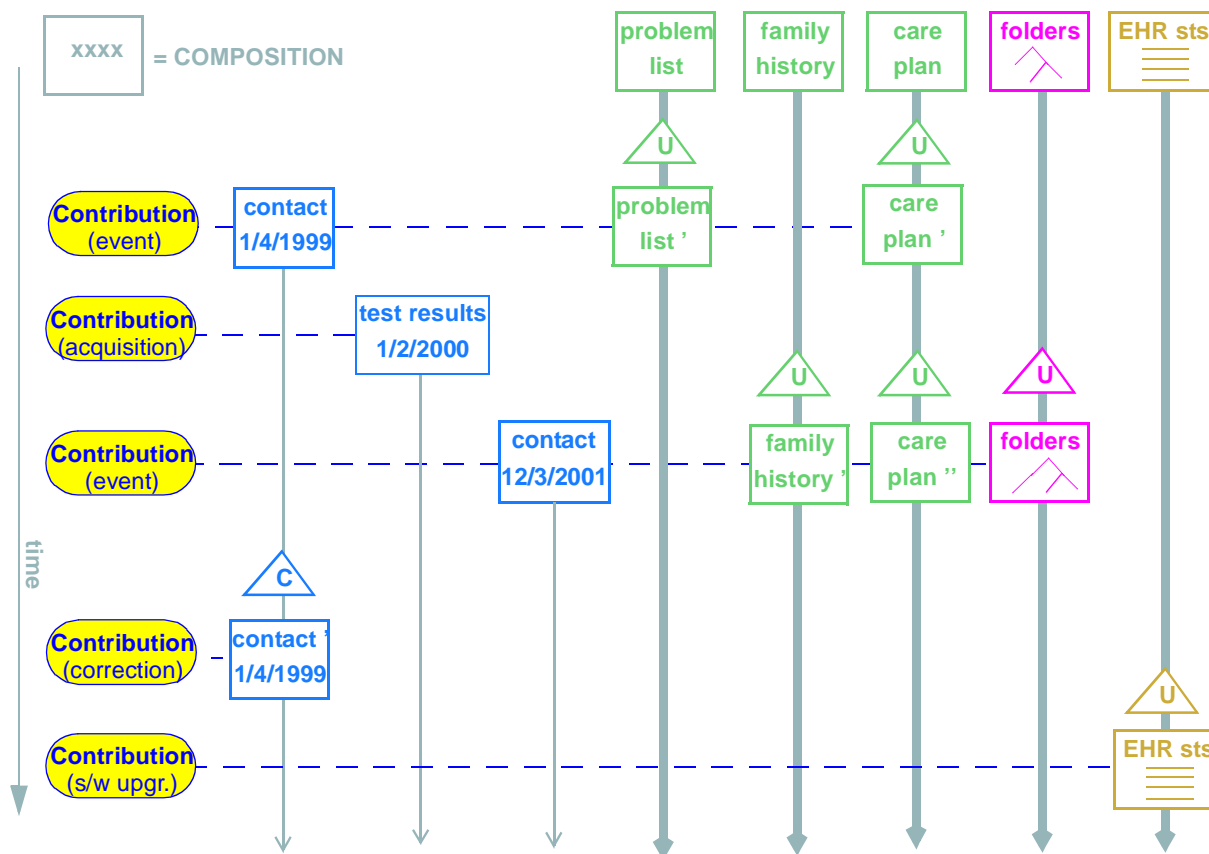 xxxx
= COMPOSITION
problem
list
family
history
care
plan
folders
EHR sts
U
U
Contribution
(event)
contact
1/4/1999
problem
list ’
care
plan ’
Contribution
(acquisition)
test results
1/2/2000
U
U
U
Contribution
(event)
contact
12/3/2001
family
history ’
care
plan ’’
folders
time
C
Contribution
(correction)
contact ’
1/4/1999
U
Contribution
(s/w upgr.)
EHR sts